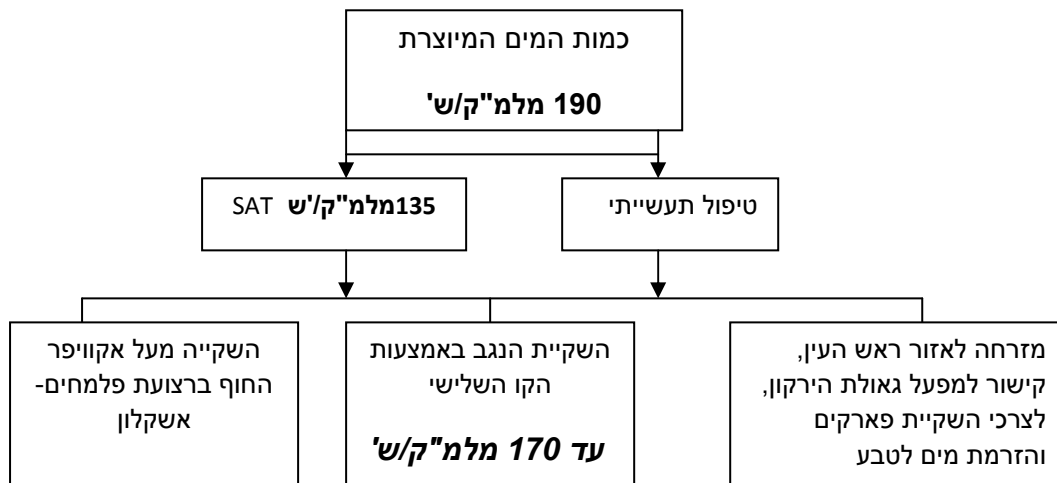 כמות המים המיוצרת
190 מלמ"ק/ש'
135מלמ"ק/'ש SAT
טיפול תעשייתי
מזרחה לאזור ראש העין,
קישור למפעל גאולת הירקון,
לצרכי השקיית פארקים
והזרמת מים לטבע
השקיית הנגב באמצעות
הקו השלישי
עד 170 מלמ"ק/ש'
השקייה מעל אקוויפר
החוף ברצועת פלמחים-
אשקלון